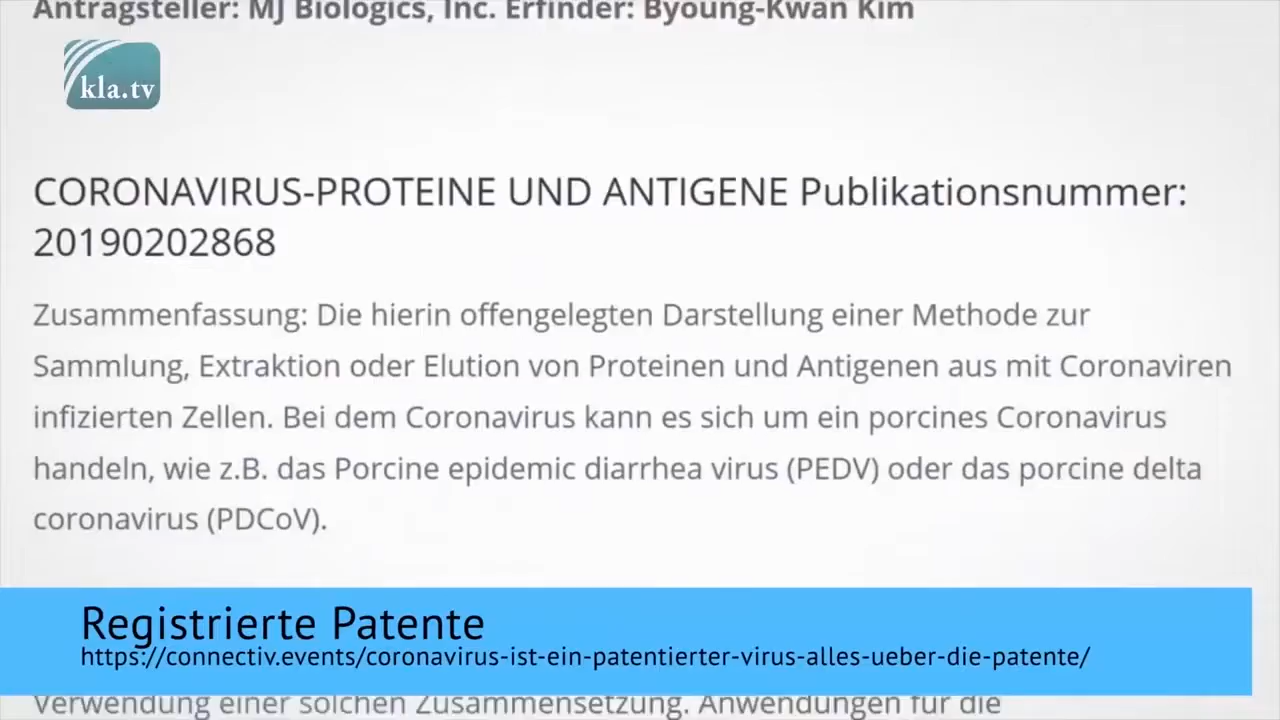 Antragsteller: MJ Biologics, Inc. Erfinder: Byoung-Kwan Kim
kla.tv
CORONAVIRUS-PROTEINE UND ANTIGENE Publikationsnummer:
20190202868
Zusammenfassung: Die hierin offengelegten Darstellung einer Methode zur
Sammlung, Extraktion oder Elution von Proteinen und Antigenen aus mit Coronaviren
infizierten Zellen. Bei dem Coronavirus kann es sich um ein porcines Coronavirus
handeln, wie z.B. das Porcine epidemic diarrhea virus (PEDV) oder das porcine delta
coronavirus (PDCoV).
Registrierte Patente
https://connectiv.events/coronavirus-ist-ein-patentierter-virus-alles-ueber-die-patente/
Verwendung einer solchen Zusammensetzung. Anwendungen für die